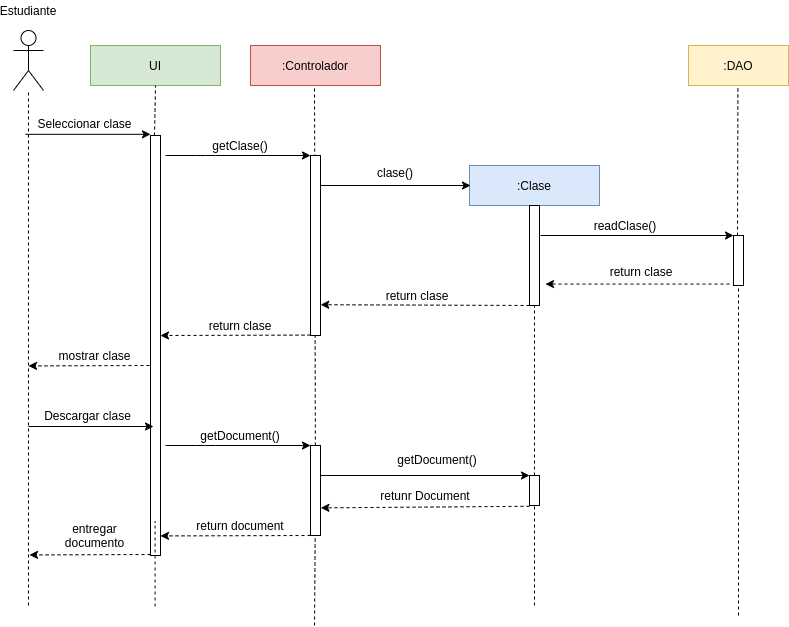 Estudiante
UI
:Controlador
:DAO
Seleccionar clase
getClase()
clase()
:Clase
readClase()
return clase
return clase
return clase
mostrar clase
Descargar clase
getDocument()
getDocument()
retunr Document
return document
entregar
documento